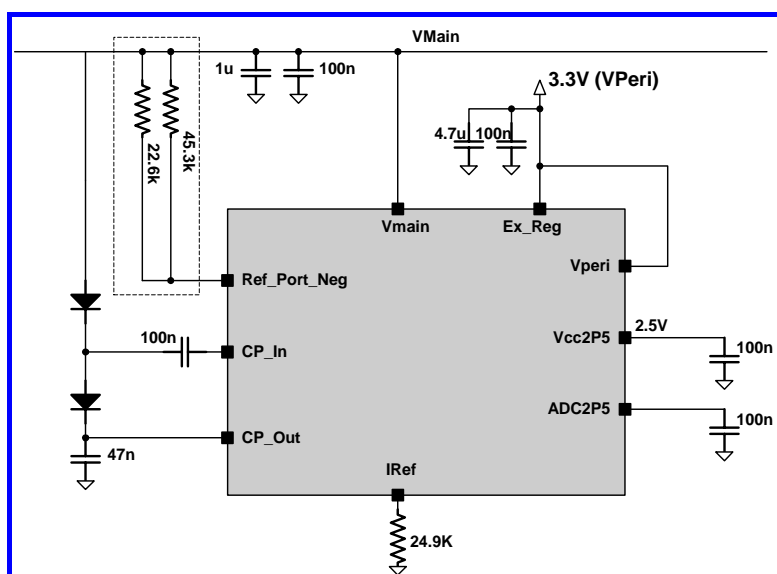 VMain
1u
100n
3.3V (VPeri)
4.7u
100n
22.6k
45.3k
Vmain
Ex_Reg
Ref_Port_Neg
Vperi
100n
CP_In
Vcc2P5
2.5V
100n
ADC2P5
100n
CP_Out
47n
IRef
24.9K